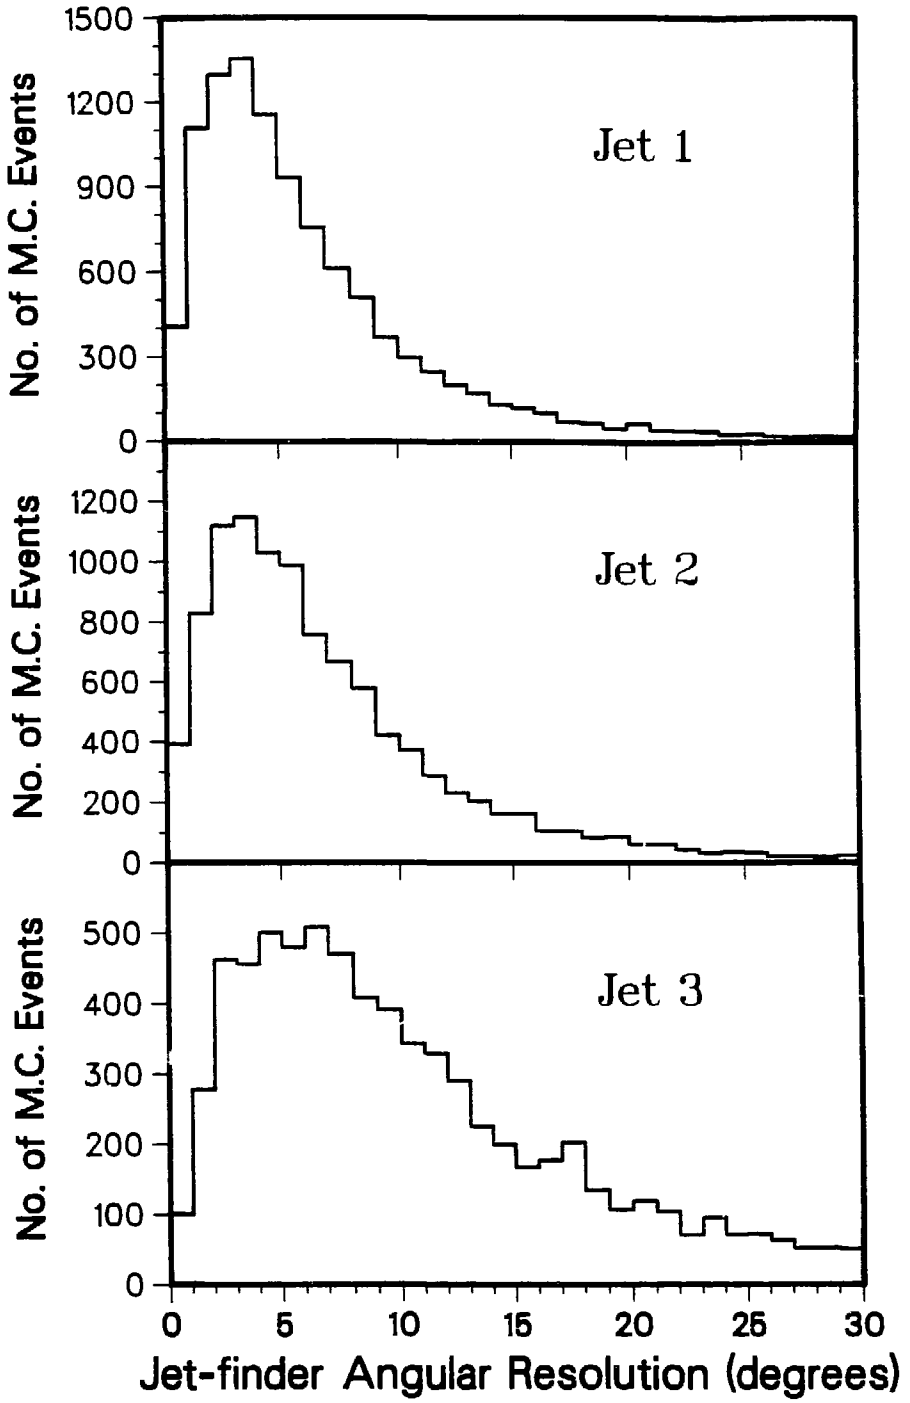 1500
1200
900
600
300
0
No. of M.C. Events
Jet 1
1200
1000
800
600
400
200
0
No. of M.C. Events
Jet 2
500
400
300
200
100
0
No. of M.C. Events
Jet 3
0 5 10 15 20 25 30
Jet-finder Angular Resolution (degrees)